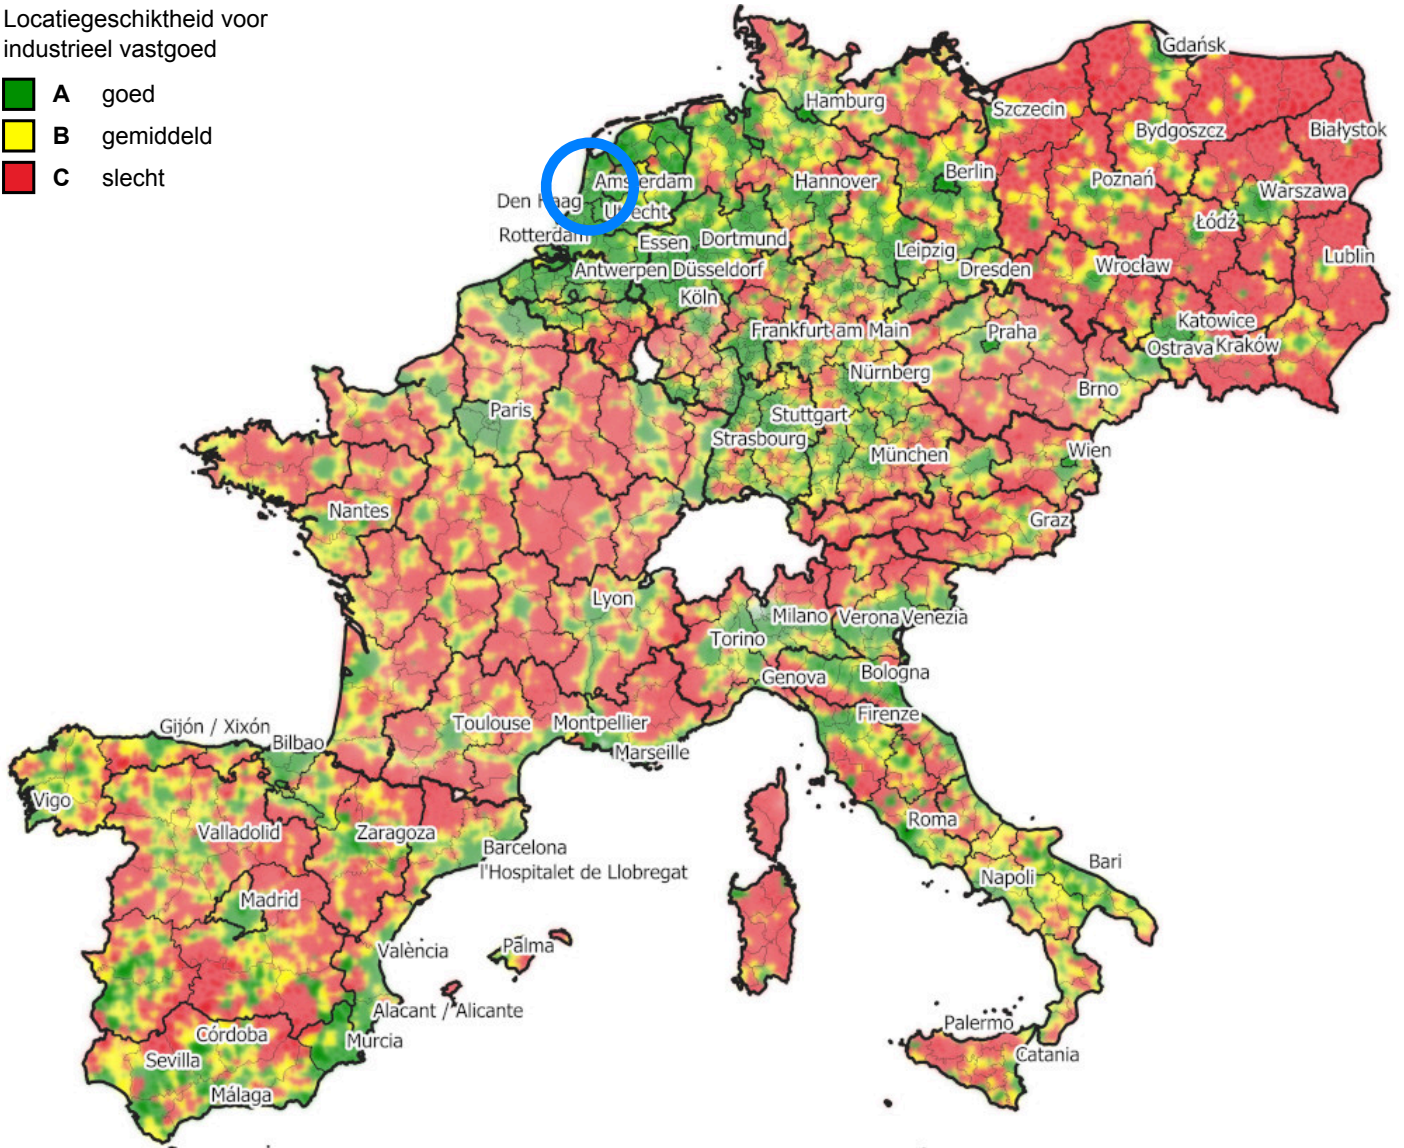 Locatiegeschiktheid voor
industrieel vastgoed
A goed
B gemiddeld
C slecht
Gdańsk
Hamburg
Szczecin
Bydgoszcz
Białystok
Amsterdam
Hannover
Berlin
Poznań
Warszawa
Den Haag
Utrecht
Łódź
Rotterdam
Essen
Dortmund
Leipzig
Lublin
Antwerpen
Düsseldorf
Dresden
Wrocław
Köln
Frankfurt am Main
Praha
Katowice
Ostrava
Kraków
Nürnberg
Brno
Paris
Stuttgart
Strasbourg
München
Wien
Nantes
Graz
Lyon
Milano
Verona
Venezia
Torino
Genova
Bologna
Firenze
Toulouse
Montpellier
Marseille
Gijón / Xixón
Bilbao
Vigo
Valladolid
Zaragoza
Barcelona
l'Hospitalet de Llobregat
Roma
Bari
Napoli
Madrid
València
Palma
Alacant / Alicante
Palermo
Córdoba
Murcia
Catania
Sevilla
Málaga